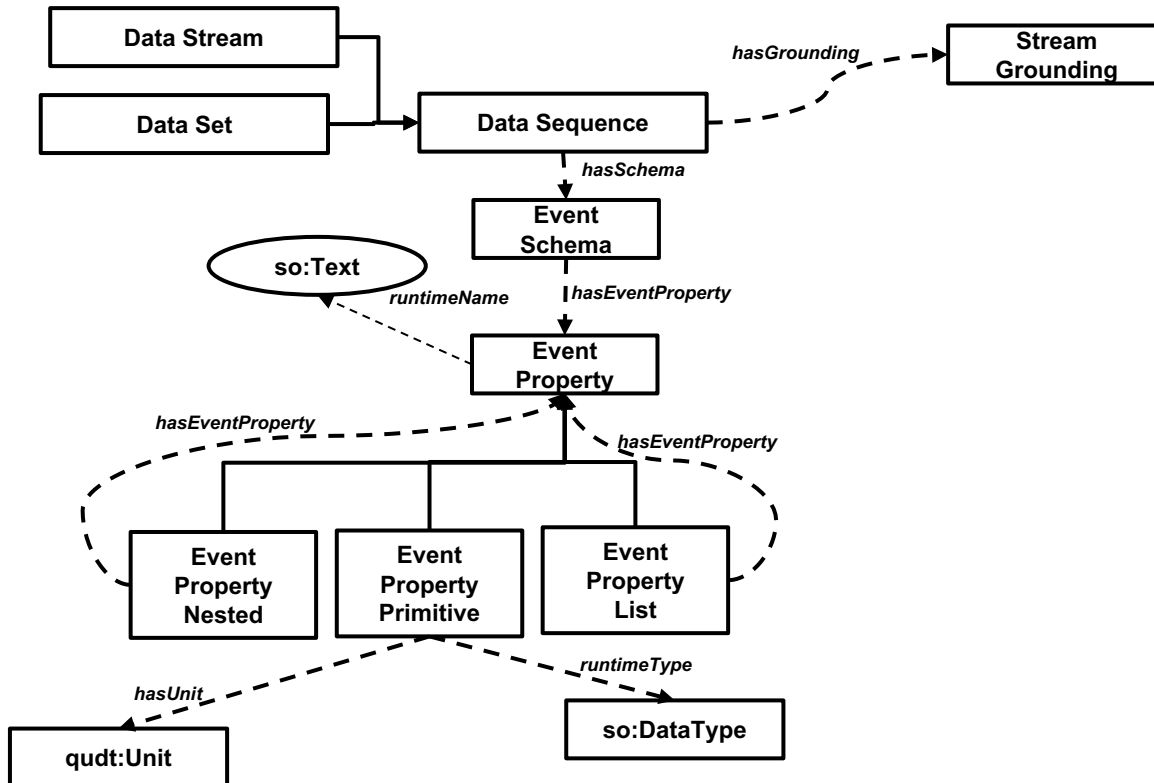 Data Stream
hasGrounding
Stream
Grounding
Data Set
Data Sequence
hasSchema
Event
Schema
so:Text
runtimeName
hasEventProperty
Event
Property
hasEventProperty
hasEventProperty
Event
Property
Nested
Event
Property
Primitive
Event
Property
List
hasUnit
runtimeType
qudt:Unit
so:DataType